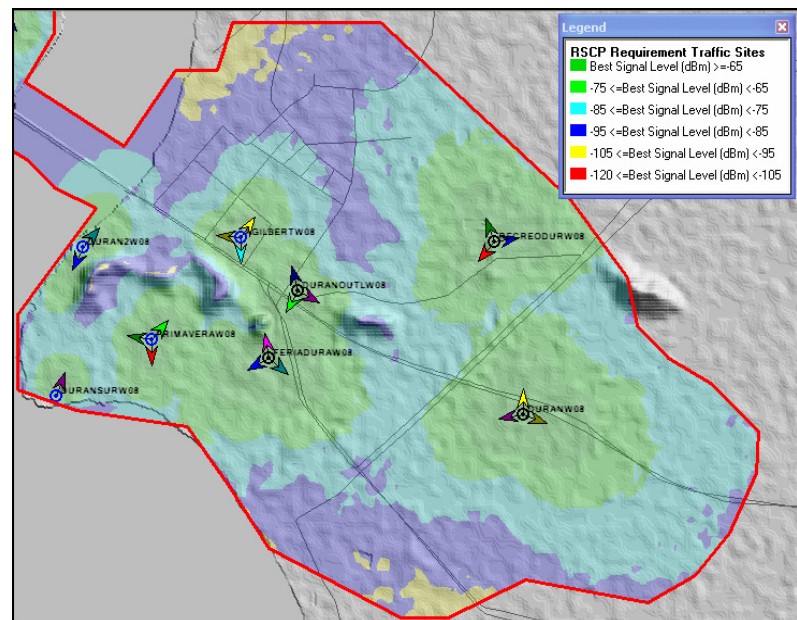 Legend
RSCP Requirement Traffic Sites
Best Signal Level (dBm) >=-65
-75 <=Best Signal Level (dBm) <-65
-85 <=Best Signal Level (dBm) <-75
-95 <=Best Signal Level (dBm) <-85
-105 <=Best Signal Level (dBm) <-95
-120 <=Best Signal Level (dBm) <-105
GILBERTW08
DURAN2W08
RECREODURW08
DURANOUTLW08
PRIMAVERAW08
FERIADURAW08
DURANSURW08
DURANW08